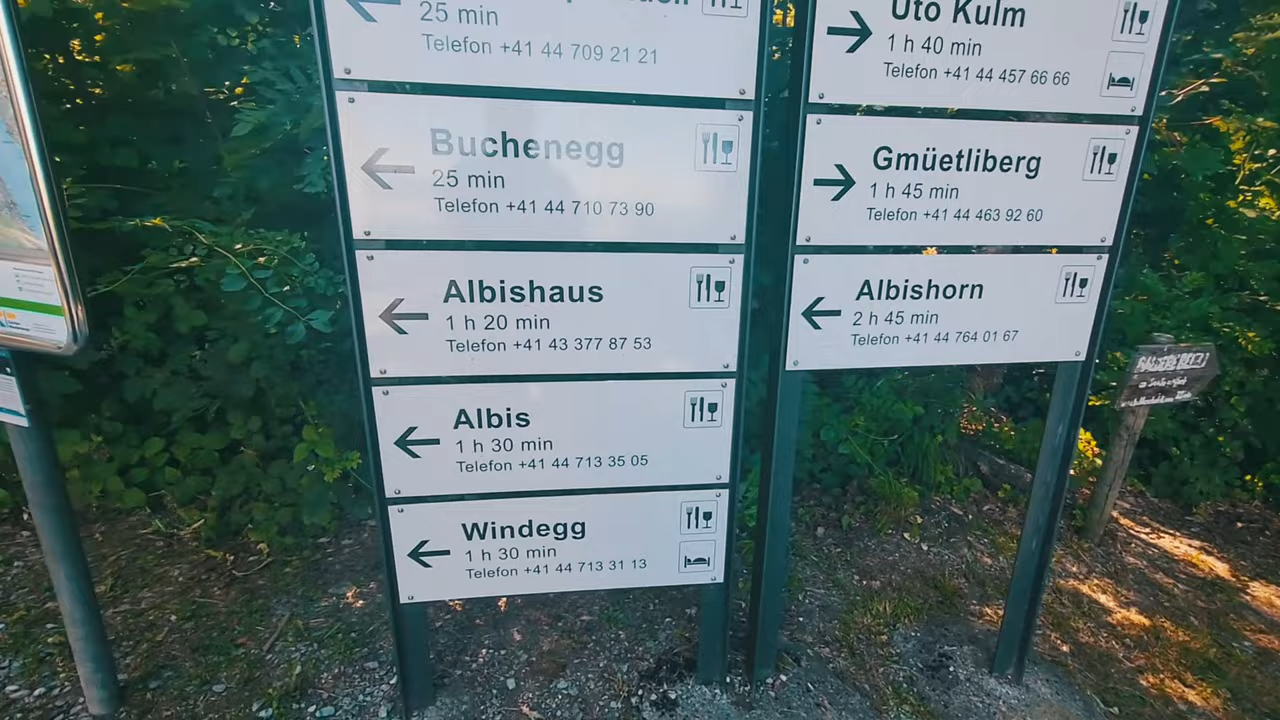 25 min
Telefon +41 44 709 21 21
Buchenegg
25 min
Telefon +41 44 710 73 90
Albishaus
1 h 20 min
Telefon +41 43 377 87 53
Albis
1 h 30 min
Telefon +41 44 713 35 05
Windegg
1 h 30 min
Telefon +41 44 713 31 13
Uto Kulm
1 h 40 min
Telefon +41 44 457 66 66
Gmüetliberg
1 h 45 min
Telefon +41 44 463 92 60
Albishorn
2 h 45 min
Telefon +41 44 764 01 67